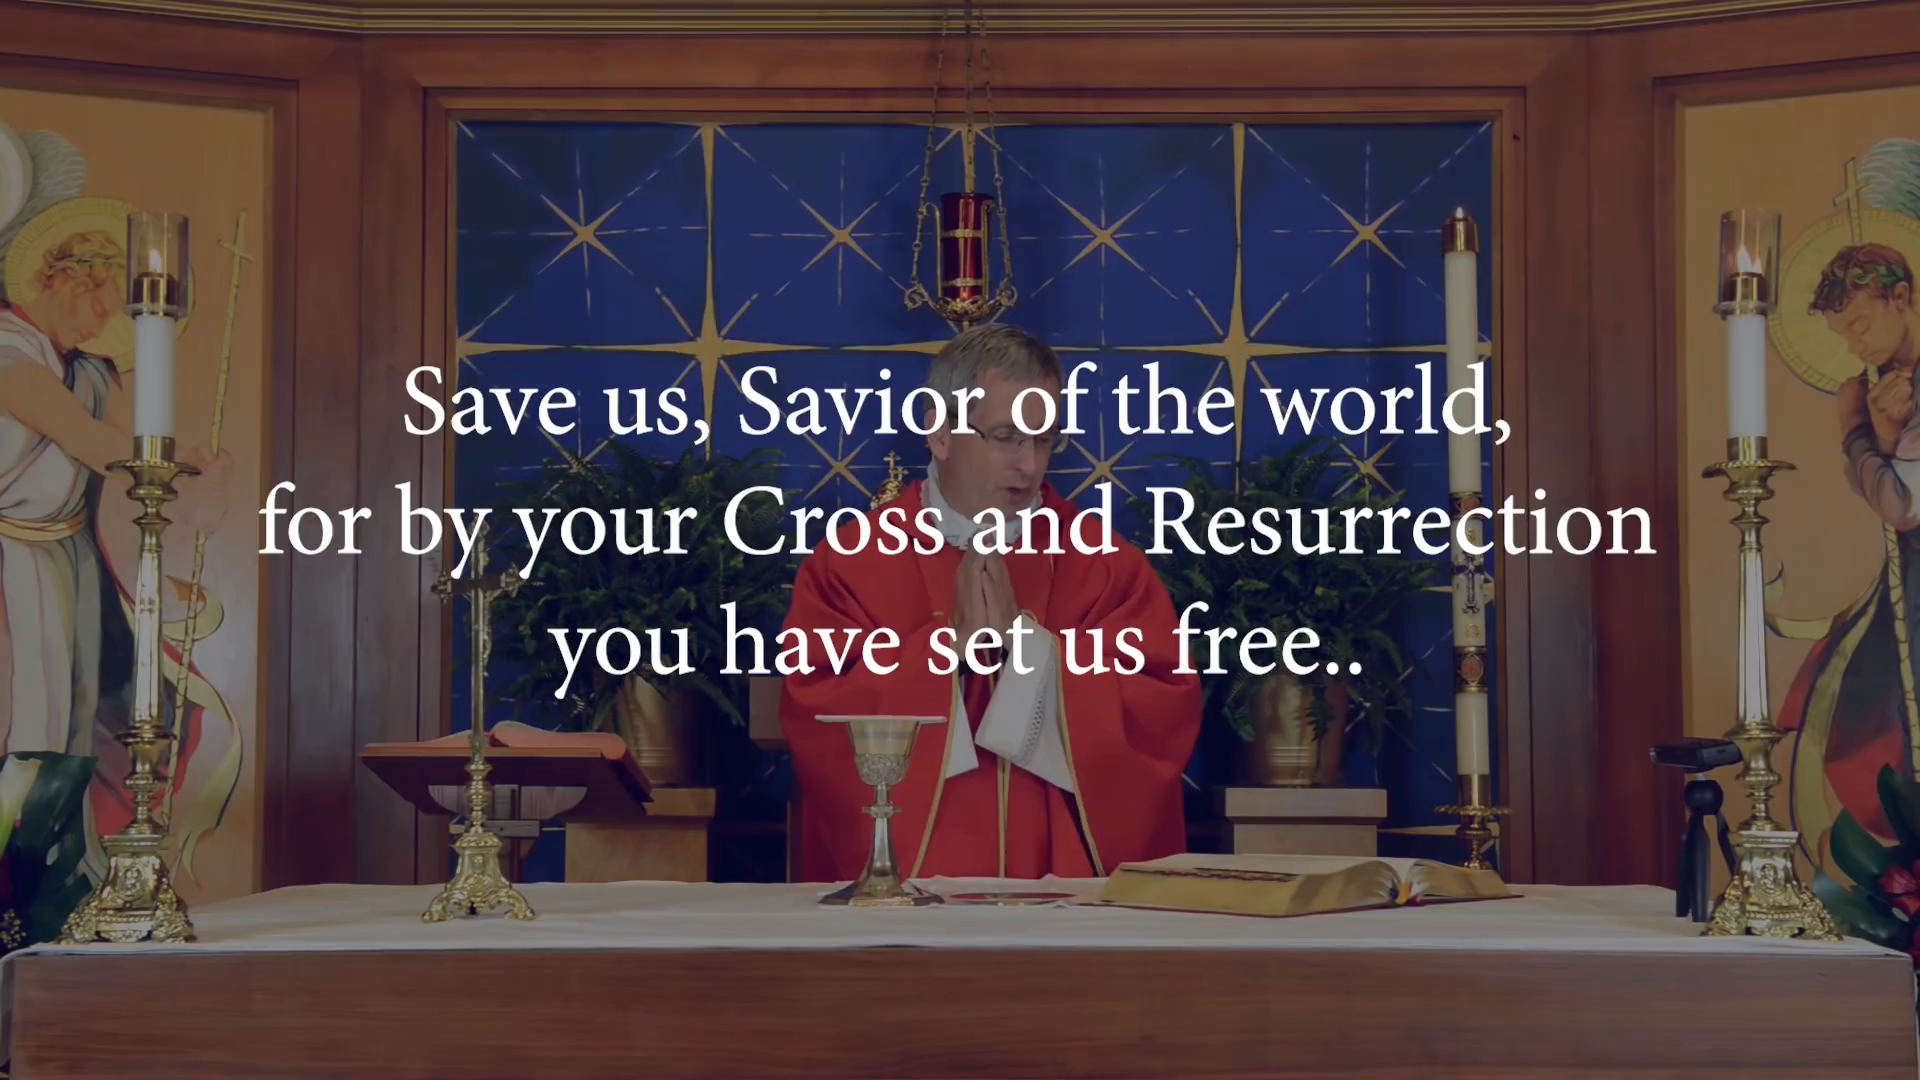 Save us, Savior of the world,
for by your Cross and Resurrection
you have set us free..